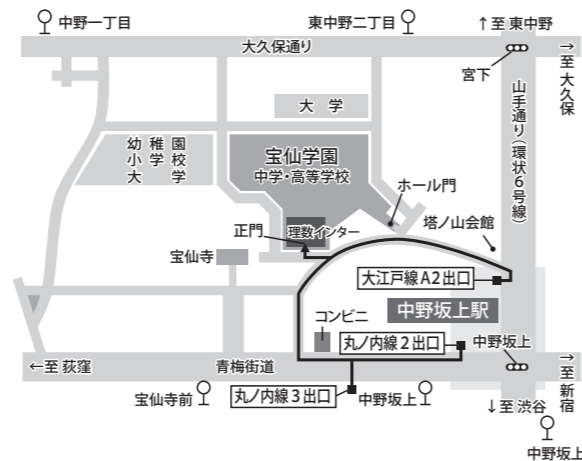 中野一丁目
東中野二丁目
↑至 東中野
大久保通り
→至 大久保
宮下
山手通り(環状6号線)
大学
幼稚園
小学校
大学
宝仙学園
中学・高等学校
ホール門
理数インター
正門
塔ノ山会館
宝仙寺
大江戸線A2出口
中野坂上駅
コンビニ
丸ノ内線2出口
中野坂上
←至 荻窪
青梅街道
→至 新宿
宝仙寺前
丸ノ内線3出口
中野坂上
↓至 渋谷
中野坂上